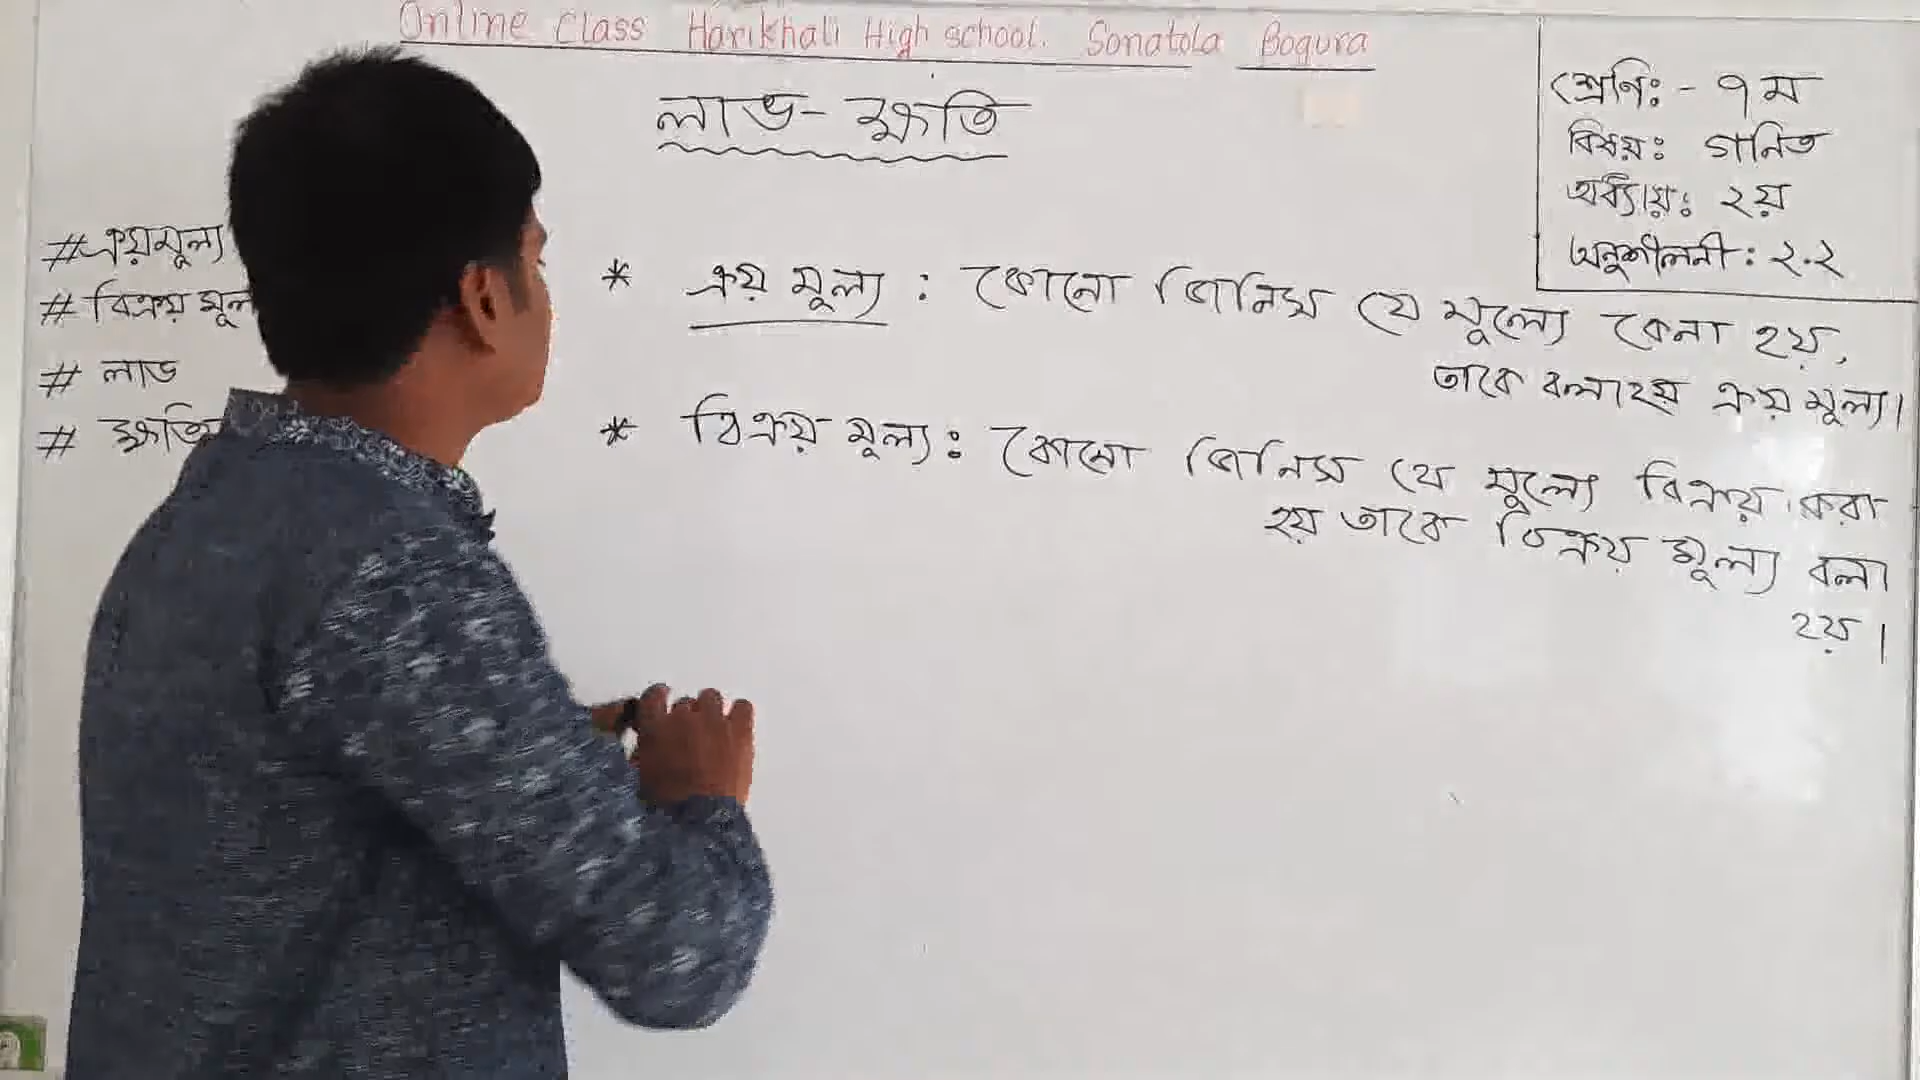 Online Class Harikhali High school. Sonatola Bogura
লাভ- ক্ষতি
শ্রেণিঃ - ৭ম
বিষয়ঃ গনিত
অধ্যায়ঃ ২য়
অনুশীলনী : ২.২
#ক্রয়মূল্য
# বিক্রয় মূল
# লাভ
# ক্ষতি
* ক্রয় মূল্য : কোনো জিনিস যে মূল্যে কেনা হয়,
তাকে বলা হয় ক্রয় মূল্য।
* বিক্রয় মূল্য : কোনো জিনিস যে মূল্যে বিক্রয় করা
হয় তাকে বিক্রয় মূল্য বলা
হয়।